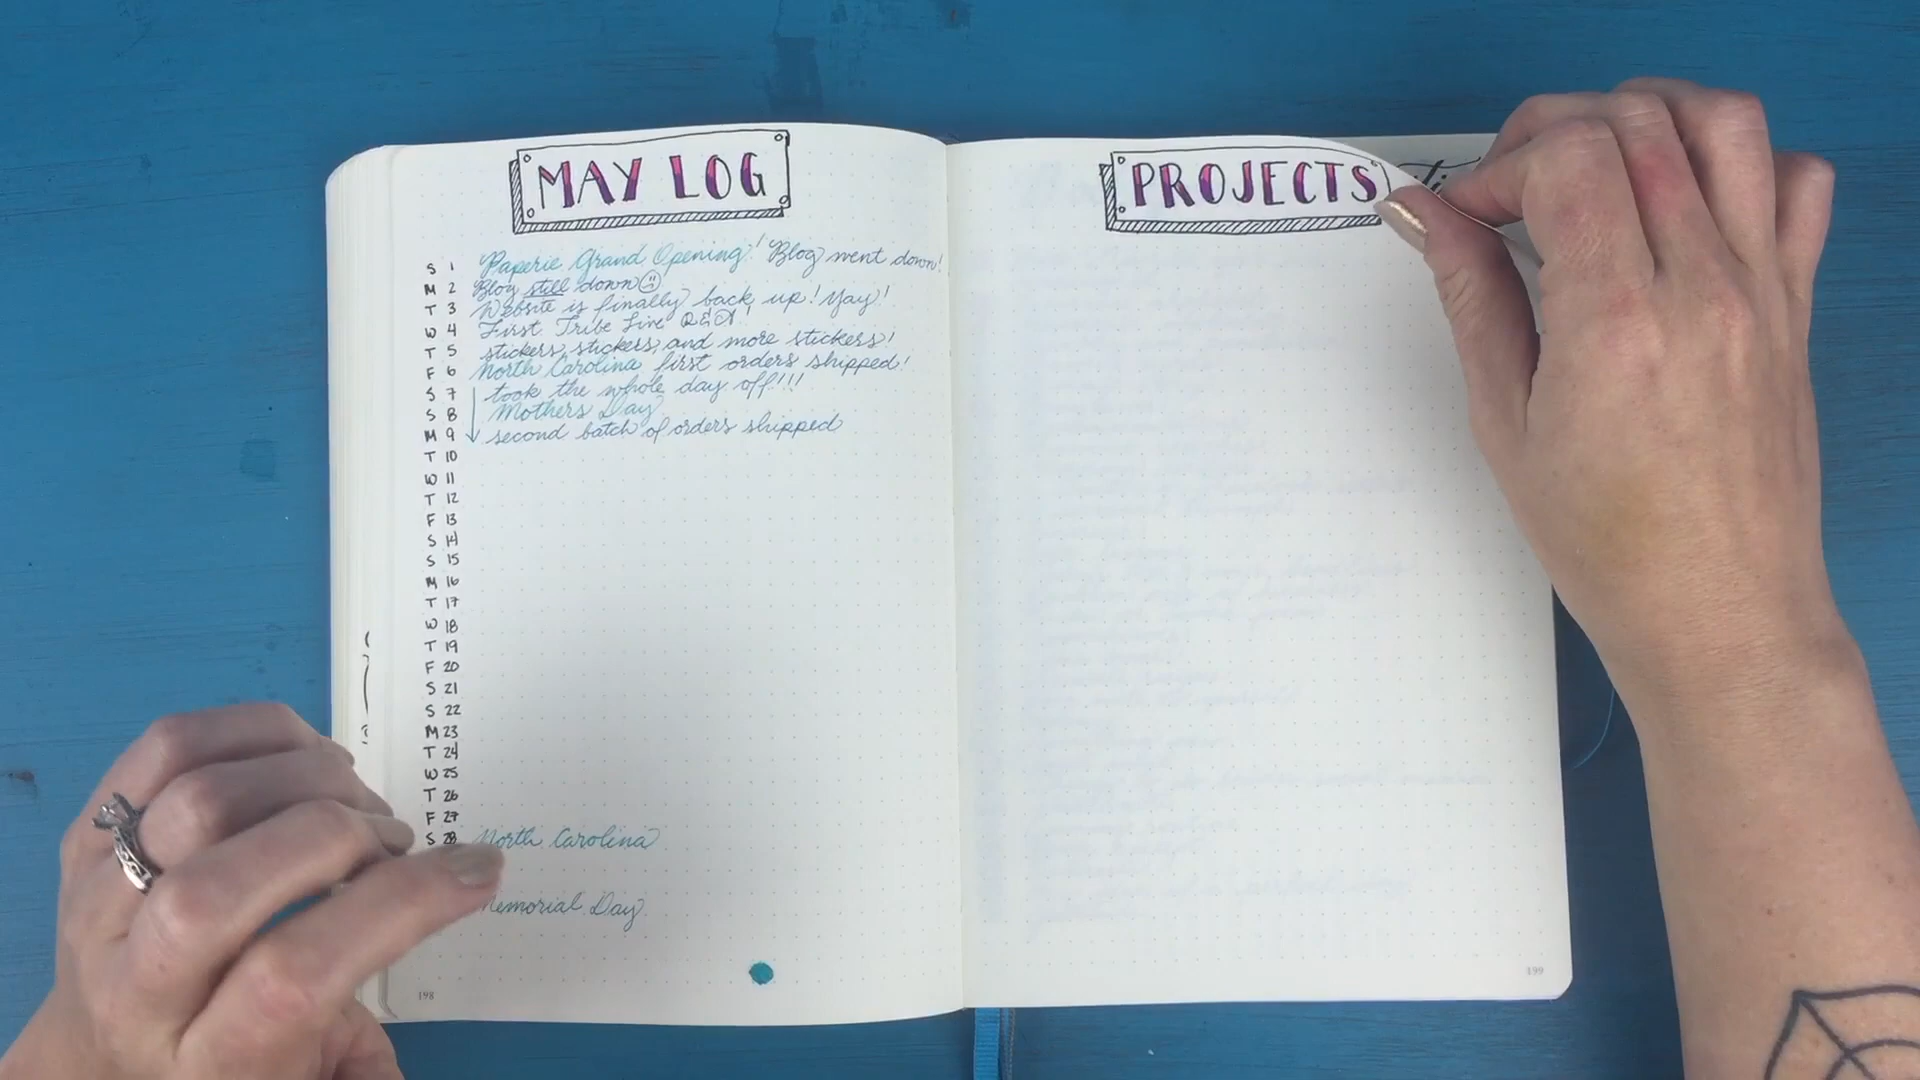 MAY LOG
S 1 Paperie Grand Opening! Blog went down!
M 2 Blog still down
T 3 Website is finally back up! Yay!
W 4 First Tribe Live Q&A!
T 5 stickers, stickers, and more stickers!
F 6 North Carolina first orders shipped!
S 7 took the whole day off!!!
S 8 Mothers Day
M 9 second batch of orders shipped
T 10
W 11
T 12
F 13
S 14
S 15
M 16
T 17
W 18
T 19
F 20
S 21
S 22
M 23
T 24
W 25
T 26
F 27
S 28 North Carolina
Memorial Day
198
PROJECTS
199